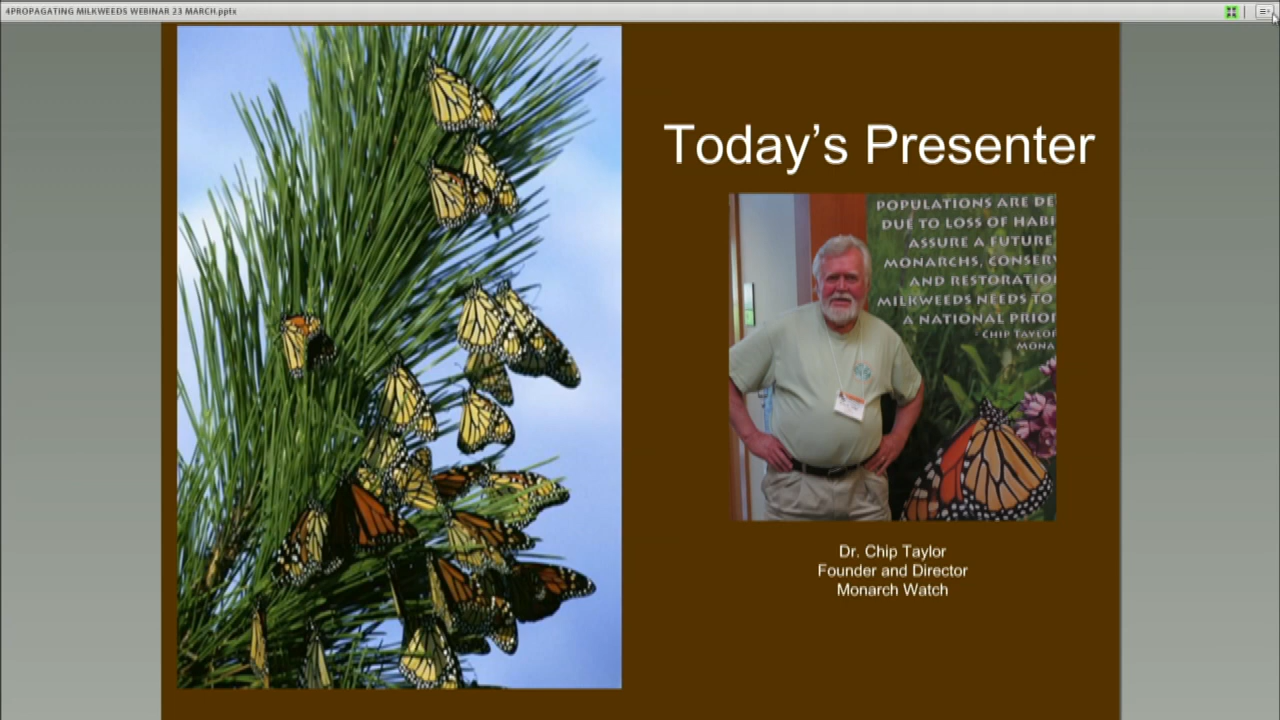 4PROPAGATING MILKWEEDS WEBINAR 23 MARCH.pptx
Today's Presenter
POPULATIONS ARE DE
DUE TO LOSS OF HABI
ASSURE A FUTURE
MONARCHS, CONSERV
AND RESTORATIO
MILKWEEDS NEEDS TO
A NATIONAL PRIOR
- CHIP TAYLOR
MONA
Dr. Chip Taylor
Founder and Director
Monarch Watch